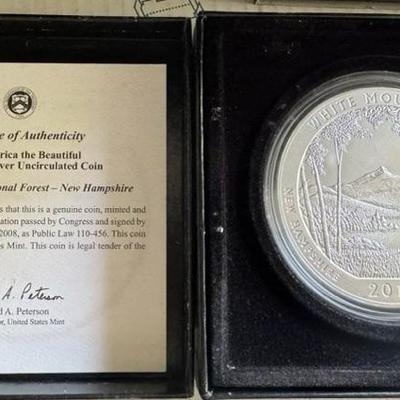 e of Authenticity
rica the Beautiful
ver Uncirculated Coin
onal Forest – New Hampshire
s that this is a genuine coin, minted and
ation passed by Congress and signed by
2008, as Public Law 110-456. This coin
s Mint. This coin is legal tender of the
A. Peterson
d A. Peterson
or, United States Mint
WHITE MOU
NEW HAMPSHIRE
201